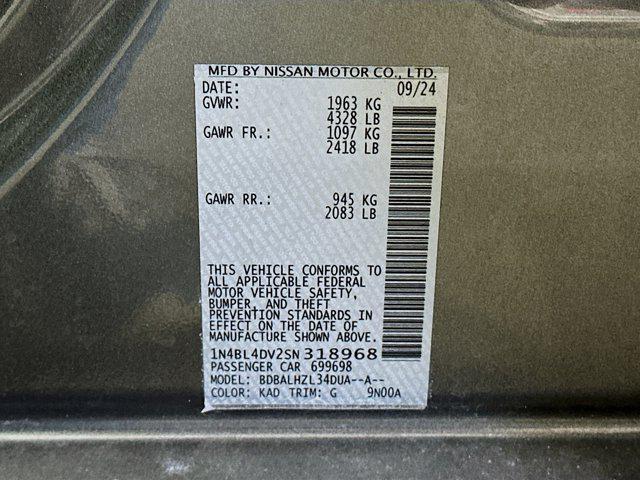 MFD BY NISSAN MOTOR CO., LTD.
DATE: 09/24
GVWR: 1963 KG
4328 LB
GAWR FR.: 1097 KG
2418 LB
GAWR RR.: 945 KG
2083 LB
THIS VEHICLE CONFORMS TO
ALL APPLICABLE FEDERAL
MOTOR VEHICLE SAFETY,
BUMPER, AND THEFT
PREVENTION STANDARDS IN
EFFECT ON THE DATE OF
MANUFACTURE SHOWN ABOVE.
1N4BL4DV2SN318968
PASSENGER CAR 699698
MODEL: BDBALHZL34DUA--A--
COLOR: KAD TRIM: G 9N00A